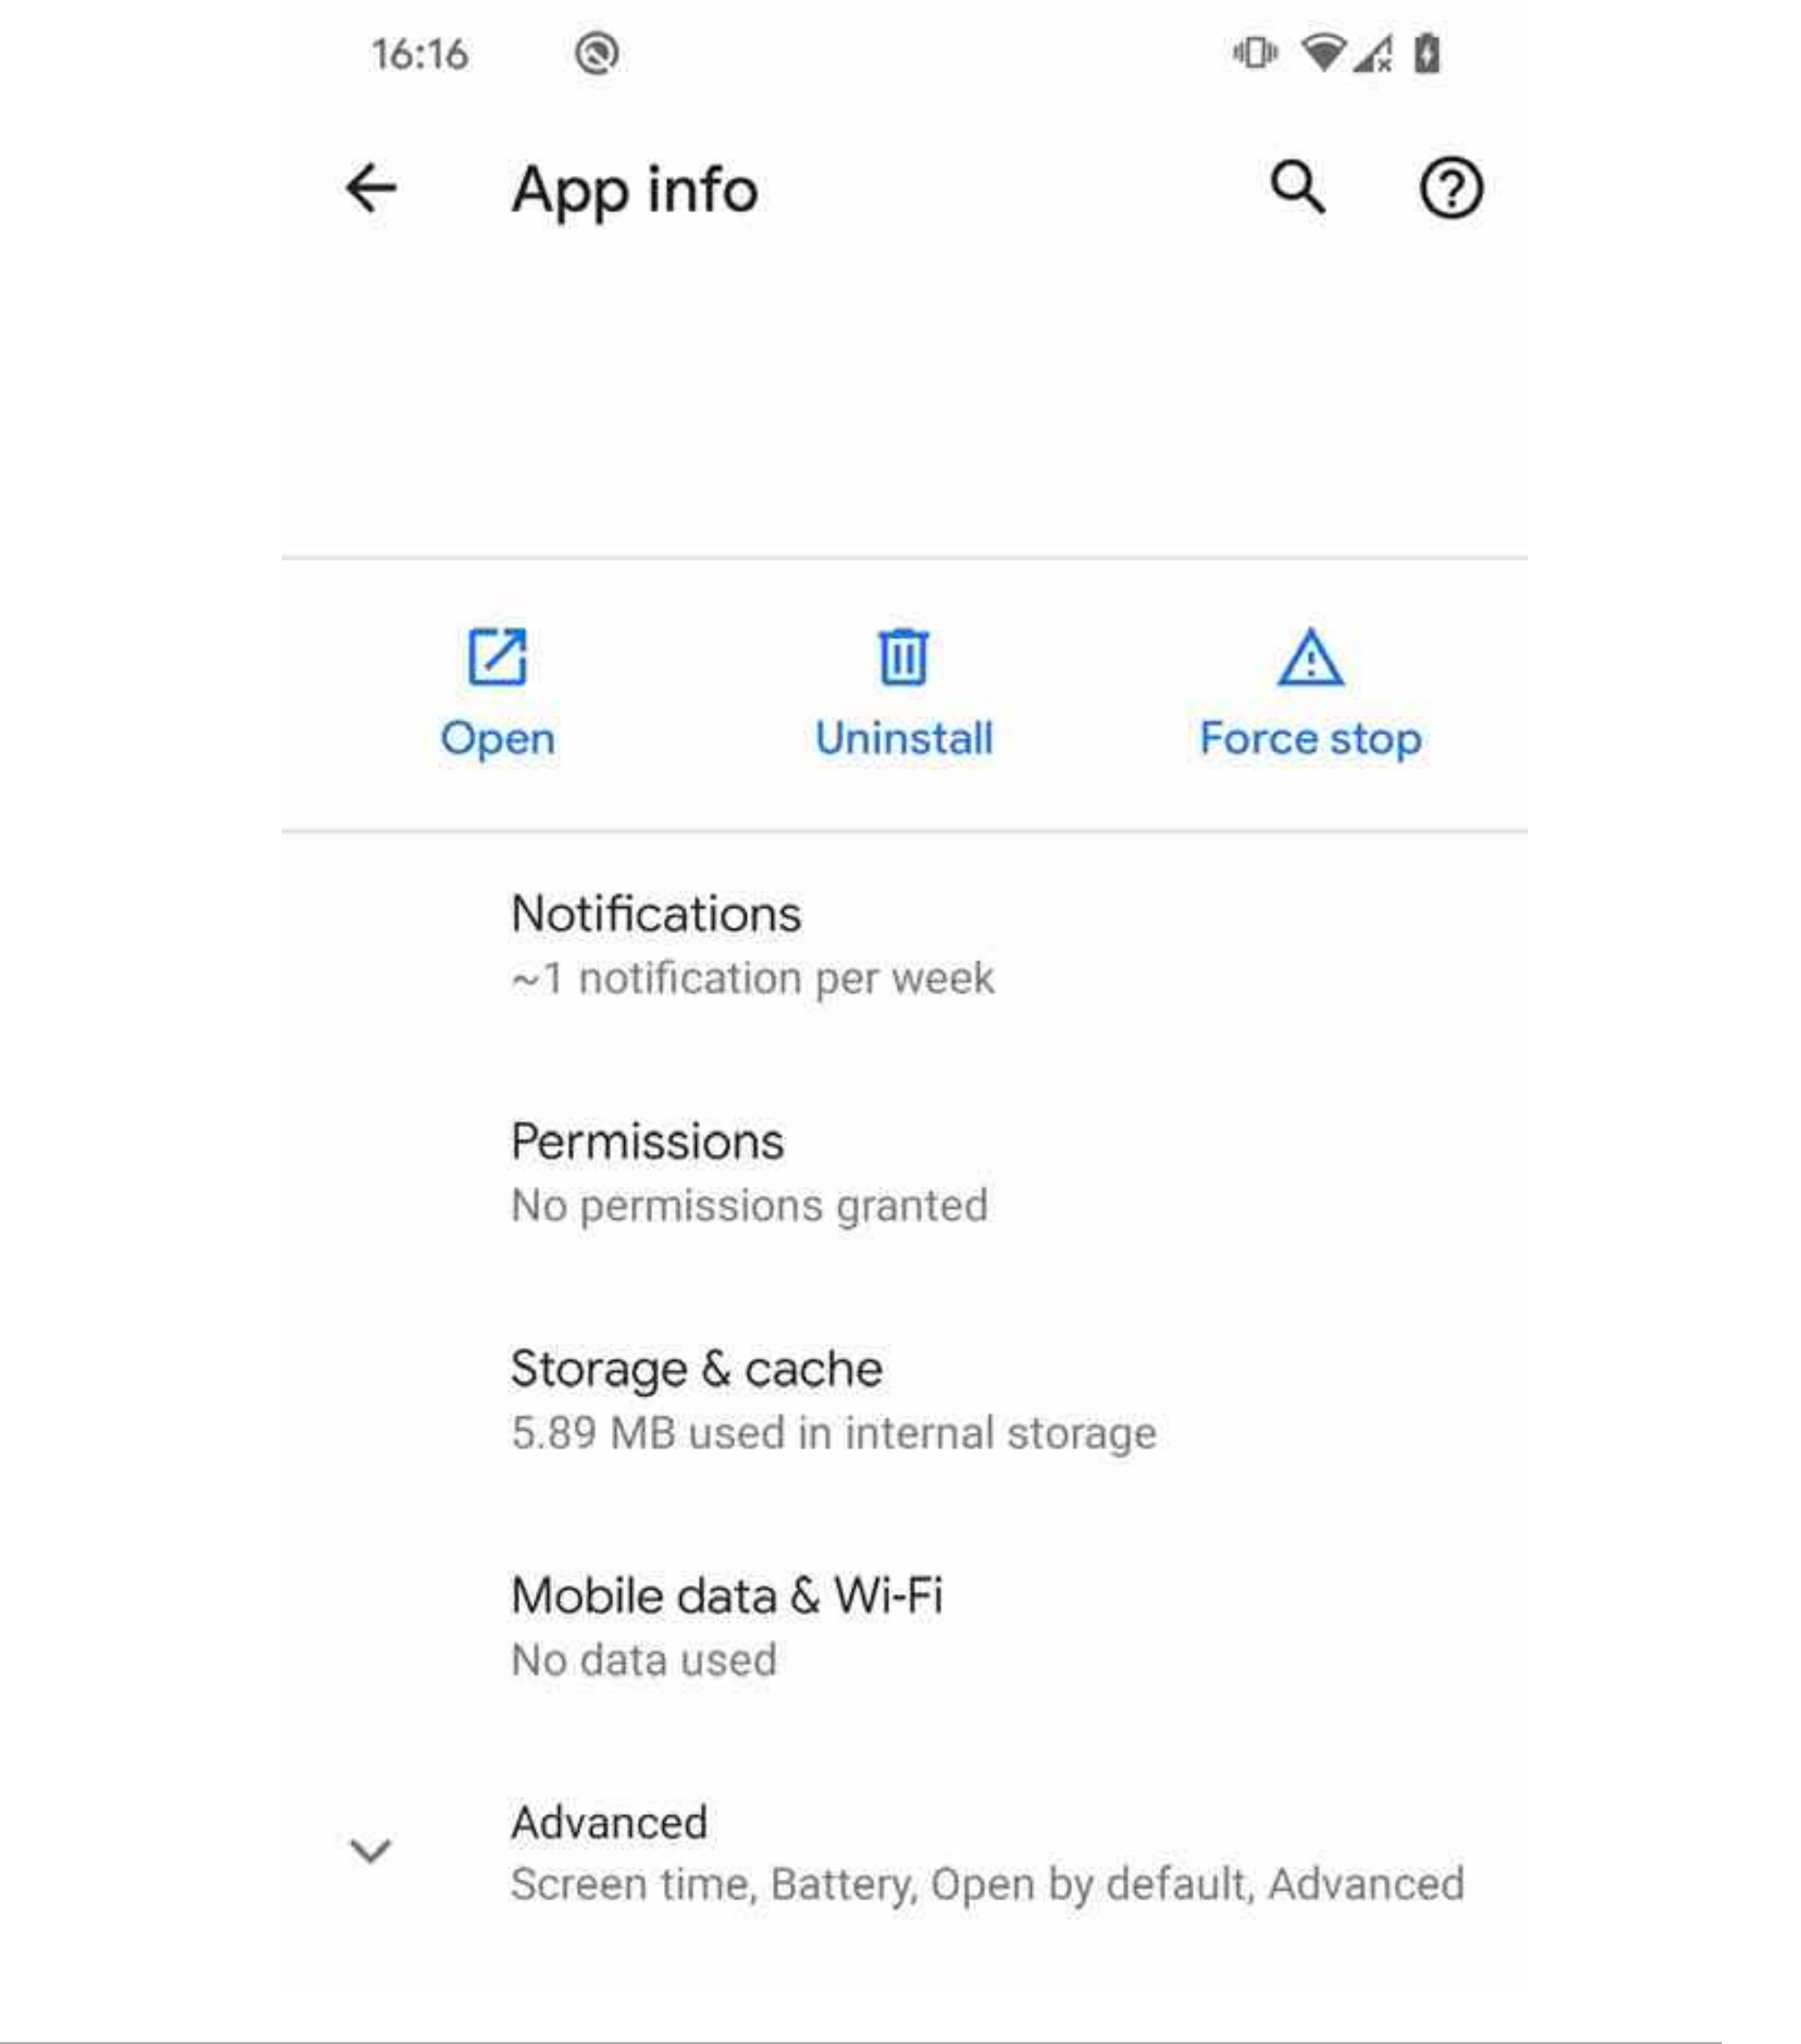 16:16
App info
Open Uninstall Force stop
Notifications
~1 notification per week
Permissions
No permissions granted
Storage & cache
5.89 MB used in internal storage
Mobile data & Wi-Fi
No data used
Advanced
Screen time, Battery, Open by default, Advanced